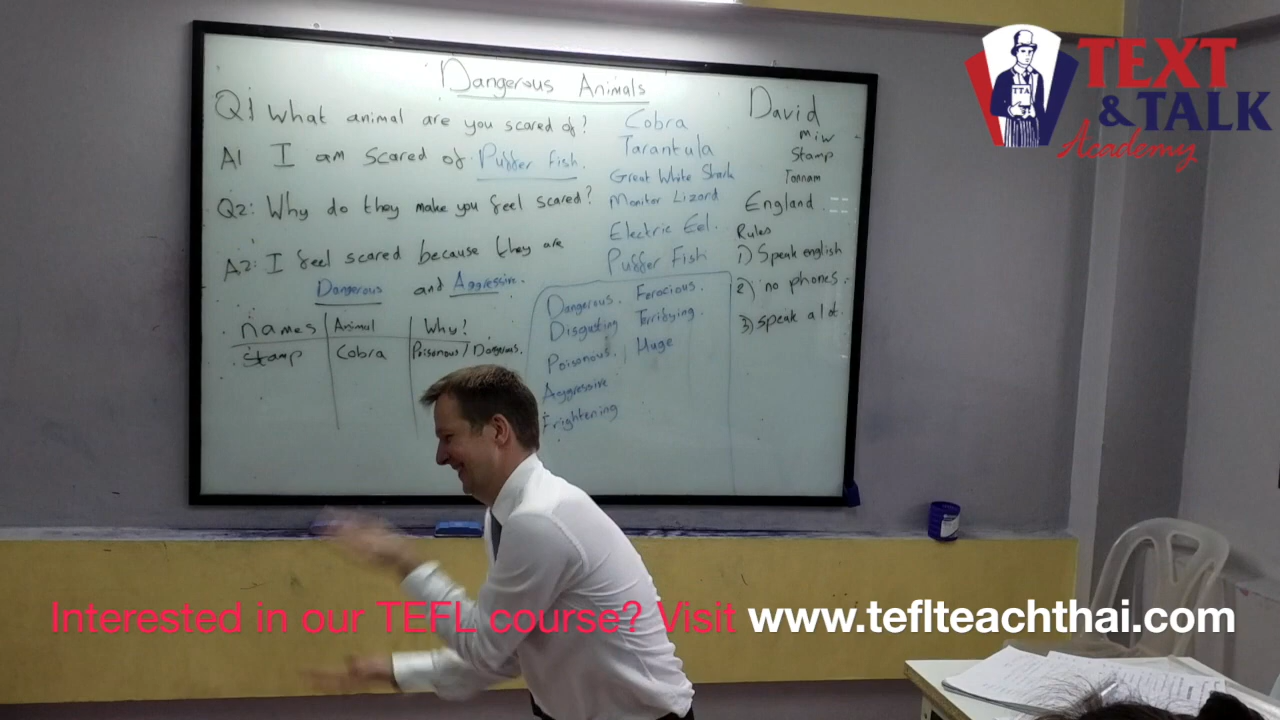 Dangerous Animals
Q1 What animal are you scared of?
A1 I am scared of Puffer fish.
Q2: Why do they make you feel scared?
A2: I feel scared because they are
Dangerous and Aggressive.
names Animal Why?
Stamp Cobra Poisonous / Dangerous.
Cobra
Tarantula
Great White Shark
Monitor Lizard
Electric Eel.
Puffer Fish
Dangerous. Ferocious.
Disgusting Terrifying.
Poisonous. Huge
Aggressive
Frightening
David
Miw
Stamp
Tannam
England
Rules
1) Speak english
2) no phones.
3) Speak a lot.
TEXT
& TALK
Academy
ITA
Interested in our TEFL course? Visit www.teflteachthai.com